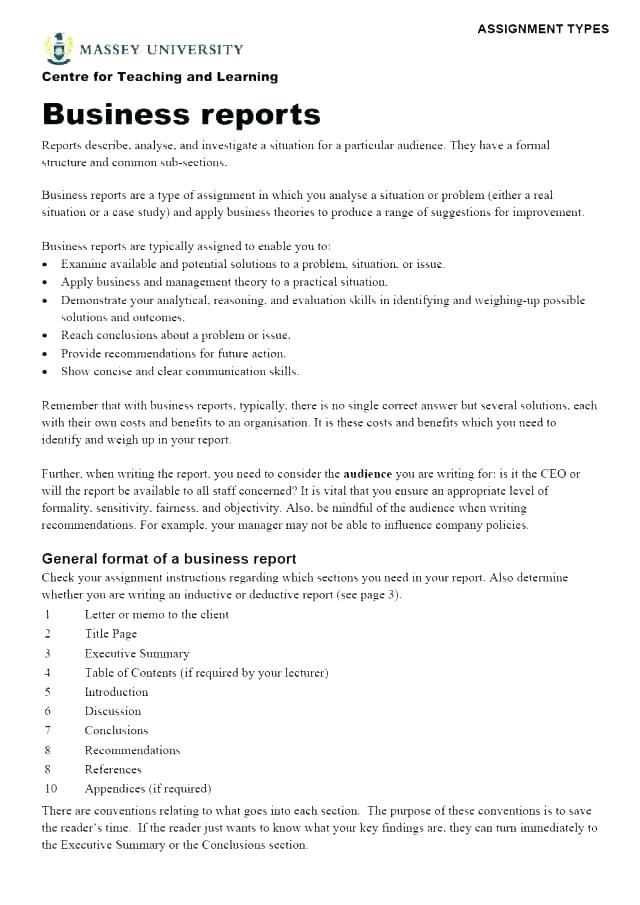 ASSIGNMENT TYPES
MASSEY UNIVERSITY
Centre for Teaching and Learning
Business reports
Reports describe, analyse, and investigate a situation for a particular audience. They have a formal
structure and common sub-sections.
Business reports are a type of assignment in which you analyse a situation or problem (either a real
situation or a case study) and apply business theories to produce a range of suggestions for improvement.
Business reports are typically assigned to enable you to:
• Examine available and potential solutions to a problem, situation, or issue.
• Apply business and management theory to a practical situation.
• Demonstrate your analytical, reasoning, and evaluation skills in identifying and weighing-up possible
solutions and outcomes.
• Reach conclusions about a problem or issue.
• Provide recommendations for future action.
• Show concise and clear communication skills.
Remember that with business reports, typically, there is no single correct answer but several solutions, each
with their own costs and benefits to an organisation. It is these costs and benefits which you need to
identify and weigh up in your report.
Further, when writing the report, you need to consider the audience you are writing for: is it the CEO or
will the report be available to all staff concerned? It is vital that you ensure an appropriate level of
formality, sensitivity, fairness, and objectivity. Also, be mindful of the audience when writing
recommendations. For example, your manager may not be able to influence company policies.
General format of a business report
Check your assignment instructions regarding which sections you need in your report. Also determine
whether you are writing an inductive or deductive report (see page 3).
1 Letter or memo to the client
2 Title Page
3 Executive Summary
4 Table of Contents (if required by your lecturer)
5 Introduction
6 Discussion
7 Conclusions
8 Recommendations
8 References
10 Appendices (if required)
There are conventions relating to what goes into each section. The purpose of these conventions is to save
the reader's time. If the reader just wants to know what your key findings are, they can turn immediately to
the Executive Summary or the Conclusions section.